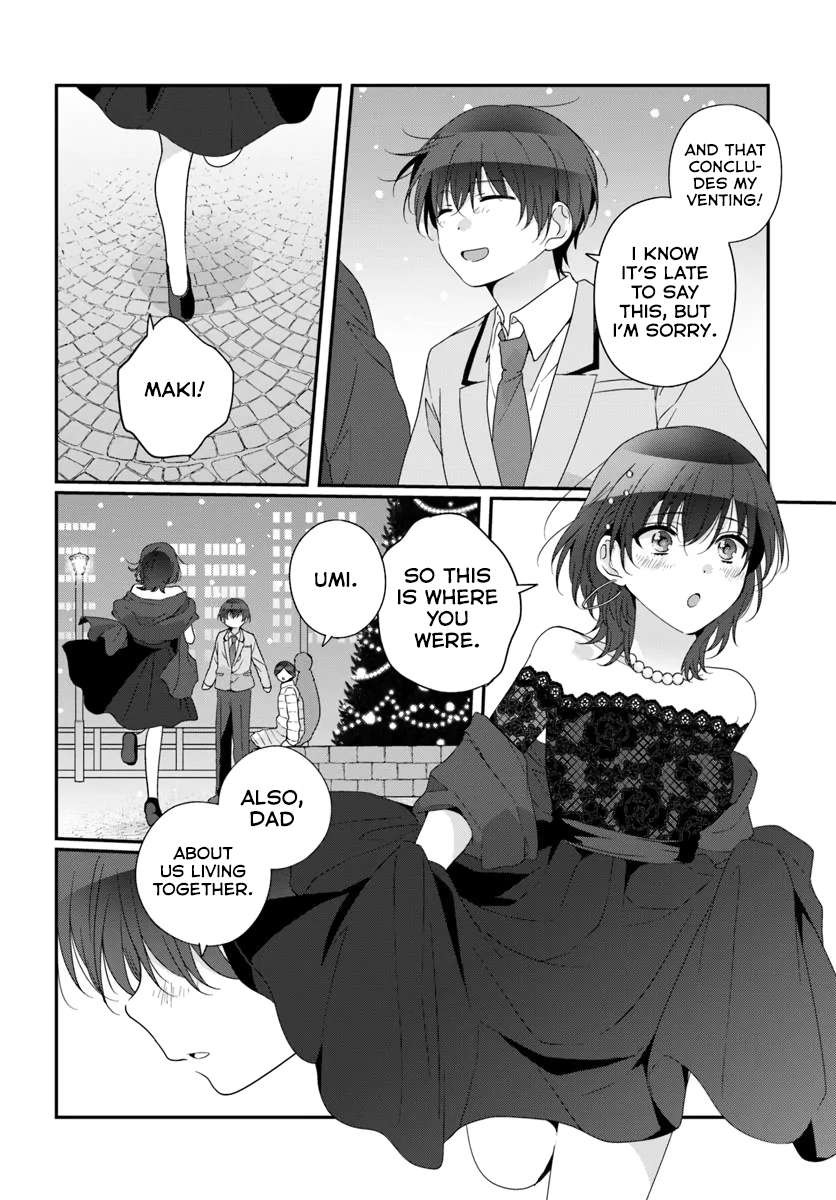 AND THAT
CONCLU-
DES MY
VENTING!
I KNOW
IT'S LATE
TO SAY
THIS, BUT
I'M SORRY.
MAKI!
SO THIS
IS WHERE
YOU
WERE.
UMI.
ALSO,
DAD
ABOUT
US LIVING
TOGETHER.